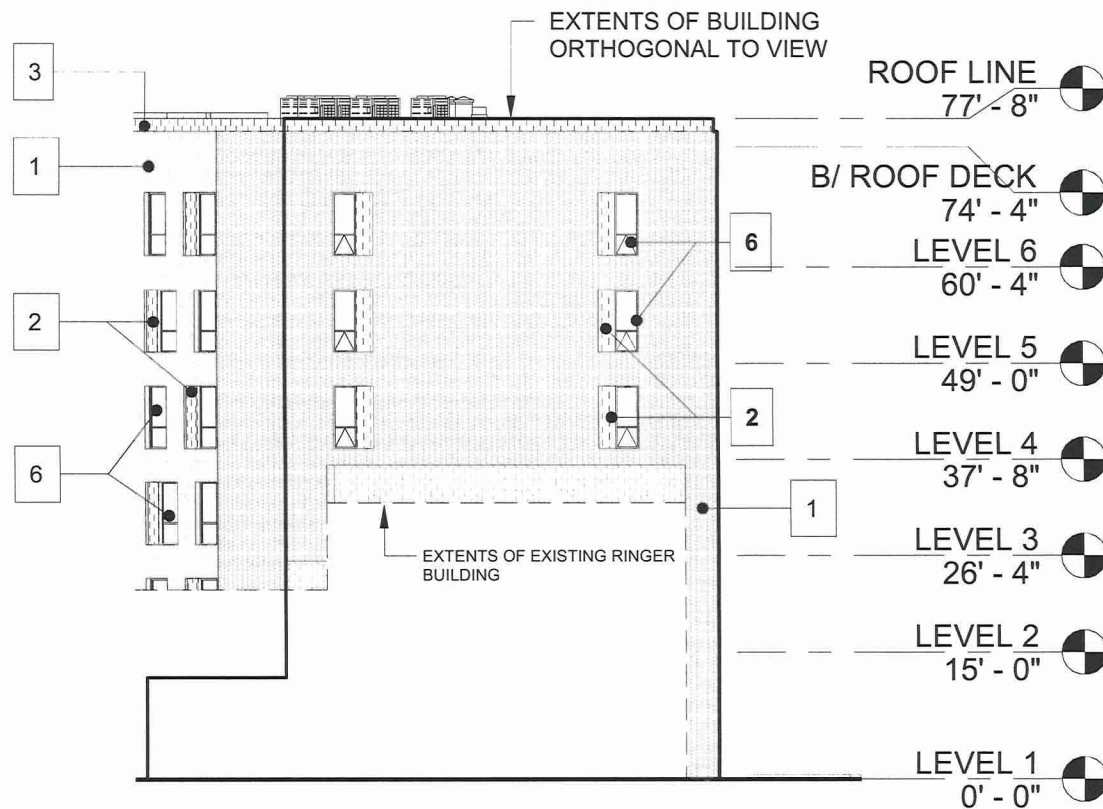 EXTENTS OF BUILDING
ORTHOGONAL TO VIEW
3
1
2
6
6
2
1
EXTENTS OF EXISTING RINGER
BUILDING
ROOF LINE
77' - 8"
B/ ROOF DECK
74' - 4"
LEVEL 6
60' - 4"
LEVEL 5
49' - 0"
LEVEL 4
37' - 8"
LEVEL 3
26' - 4"
LEVEL 2
15' - 0"
LEVEL 1
0' - 0"